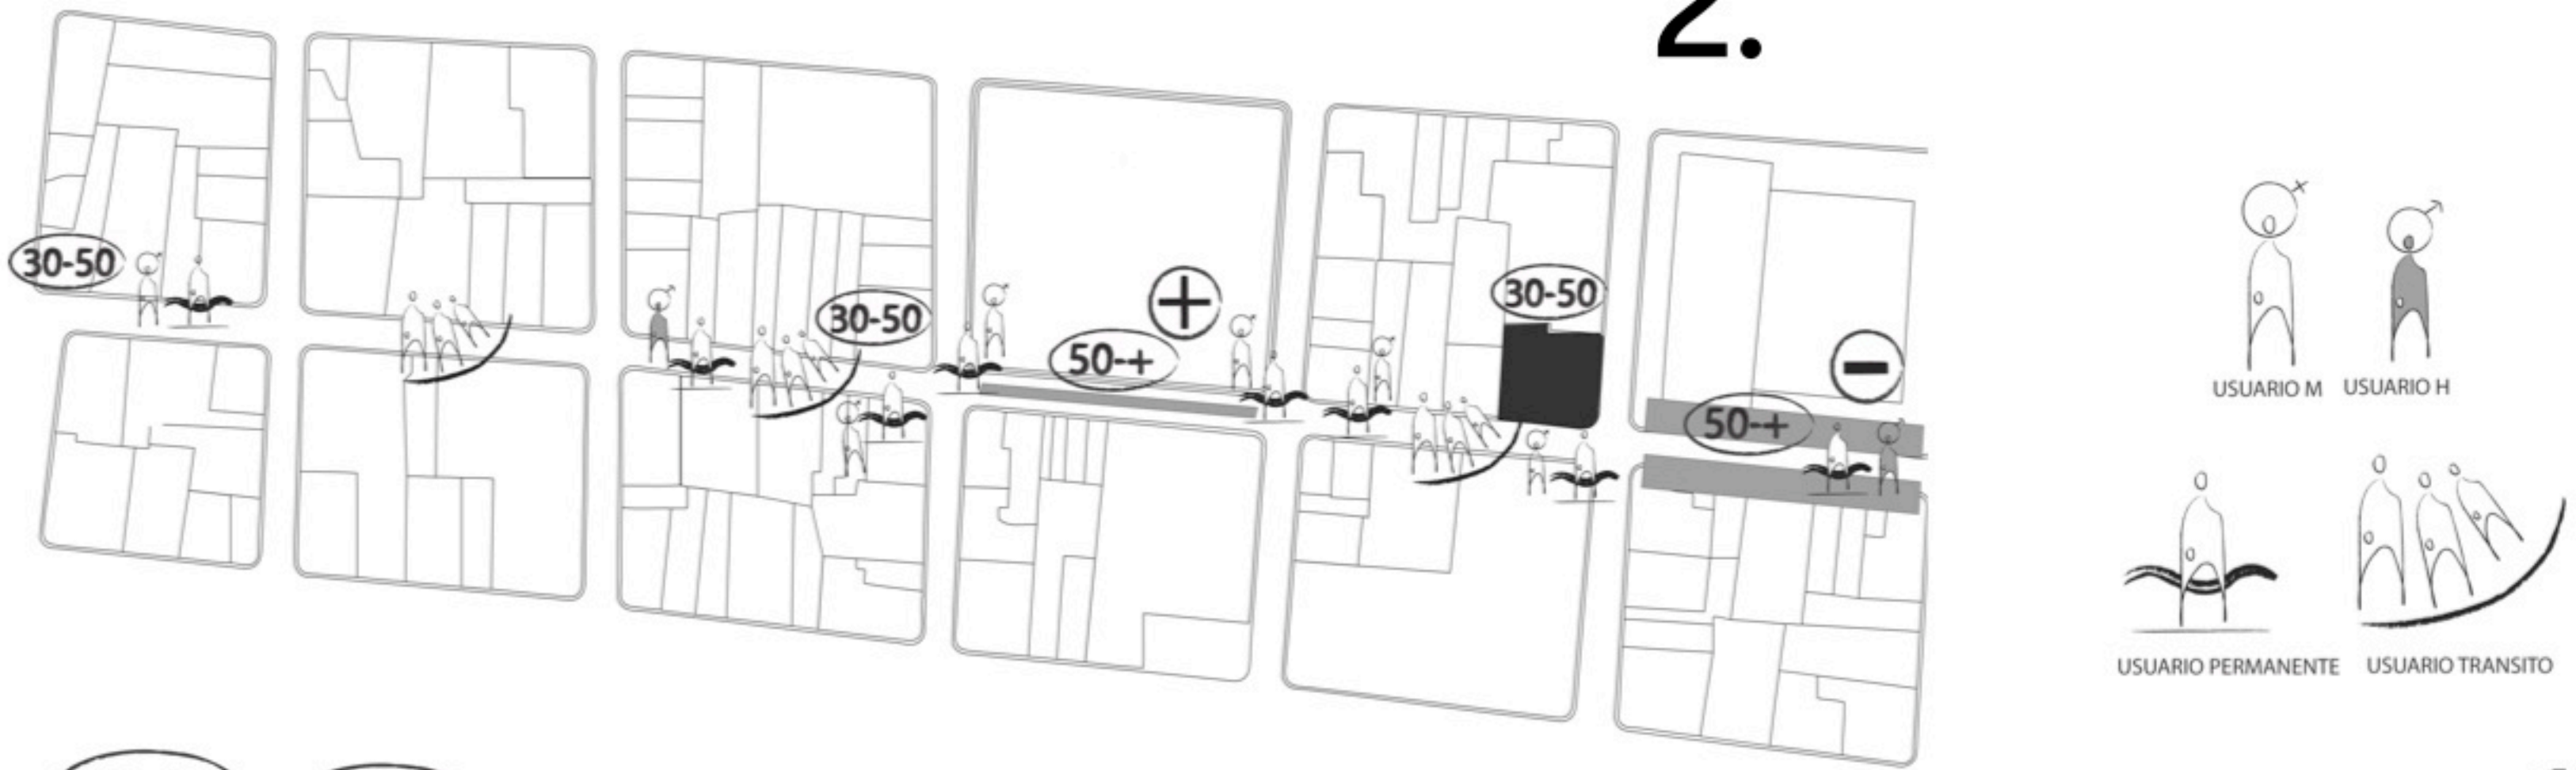 2.
30-50
30-50
50-+
30-50
50-+
USUARIO M
USUARIO H
USUARIO PERMANENTE
USUARIO TRANSITO